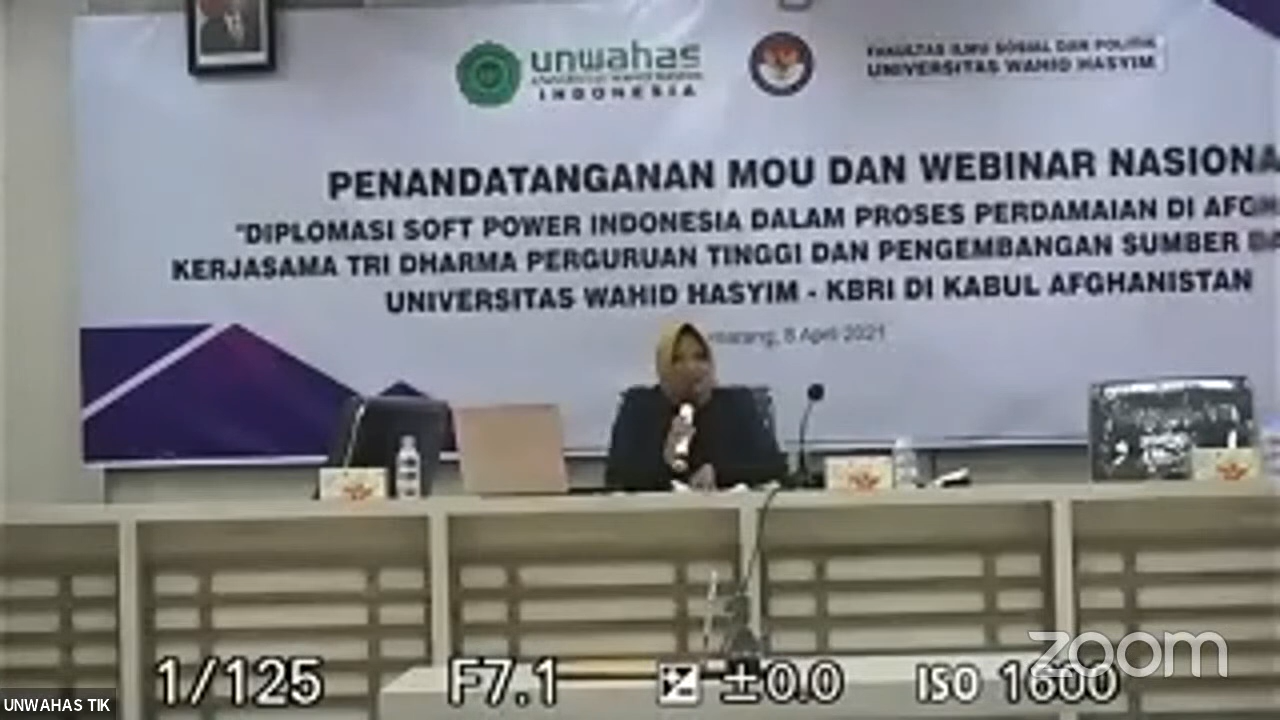 unwahas
INDONESIA
FAKULTAS ILMU SOSIAL DAN POLITIK
UNIVERSITAS WAHID HASYIM
PENANDATANGANAN MOU DAN WEBINAR NASIONA
"DIPLOMASI SOFT POWER INDONESIA DALAM PROSES PERDAMAIAN DI AFGH
KERJASAMA TRI DHARMA PERGURUAN TINGGI DAN PENGEMBANGAN SUMBER DA
UNIVERSITAS WAHID HASYIM - KBRI DI KABUL AFGHANISTAN
marang, 8 April 2021
zoom
1/125 F7.1 ±0.0 ISO 1600
UNWAHAS TIK